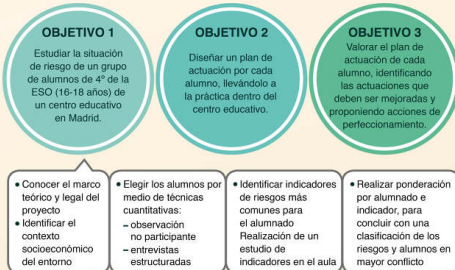 OBJETIVO 1
Estudiar la situación
de riesgo de un grupo
de alumnos de 4º de la
ESO (16-18 años) de
un centro educativo
en Madrid.
OBJETIVO 2
Diseñar un plan de
actuación por cada
alumno, llevándolo a
la práctica dentro del
centro educativo.
OBJETIVO 3
Valorar el plan de
actuación de cada
alumno, identificando
las actuaciones que
deben ser mejoradas y
proponiendo acciones de
perfeccionamiento.
• Conocer el marco
teórico y legal del
proyecto
• Identificar el
contexto
socioeconómico
del entorno
• Elegir los alumnos por
medio de técnicas
cuantitativas:
– observación
no participante
– entrevistas
estructuradas
• Identificar indicadores
de riesgos más
comunes para
el alumnado
Realización de un
estudio de
indicadores en el aula
• Realizar ponderación
por alumnado e
indicador, para
concluir con una
clasificación de los
riesgos y alumnos en
mayor conflicto